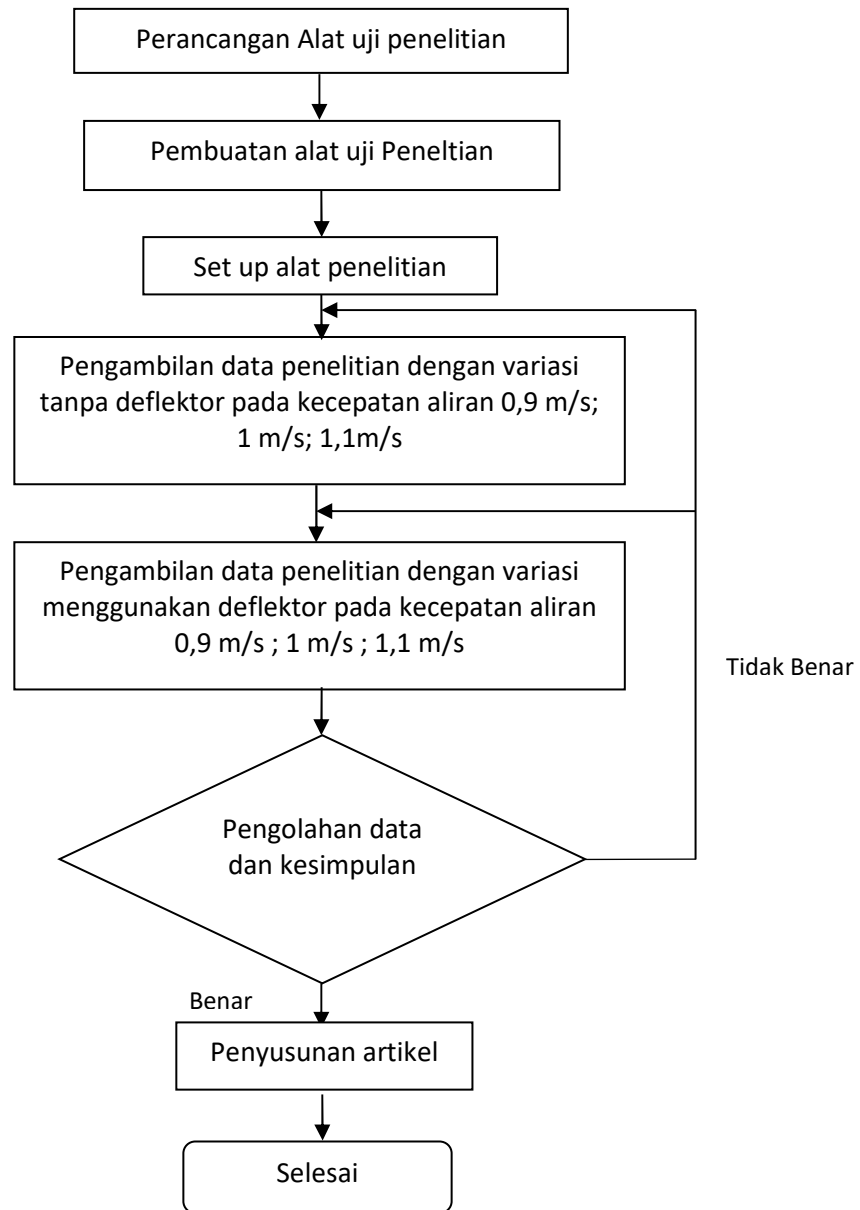 Perancangan Alat uji penelitian
Pembuatan alat uji Peneltian
Set up alat penelitian
Pengambilan data penelitian dengan variasi
tanpa deflektor pada kecepatan aliran 0,9 m/s;
1 m/s; 1,1m/s
Pengambilan data penelitian dengan variasi
menggunakan deflektor pada kecepatan aliran
0,9 m/s ; 1 m/s ; 1,1 m/s
Tidak Benar
Pengolahan data
dan kesimpulan
Benar
Penyusunan artikel
Selesai